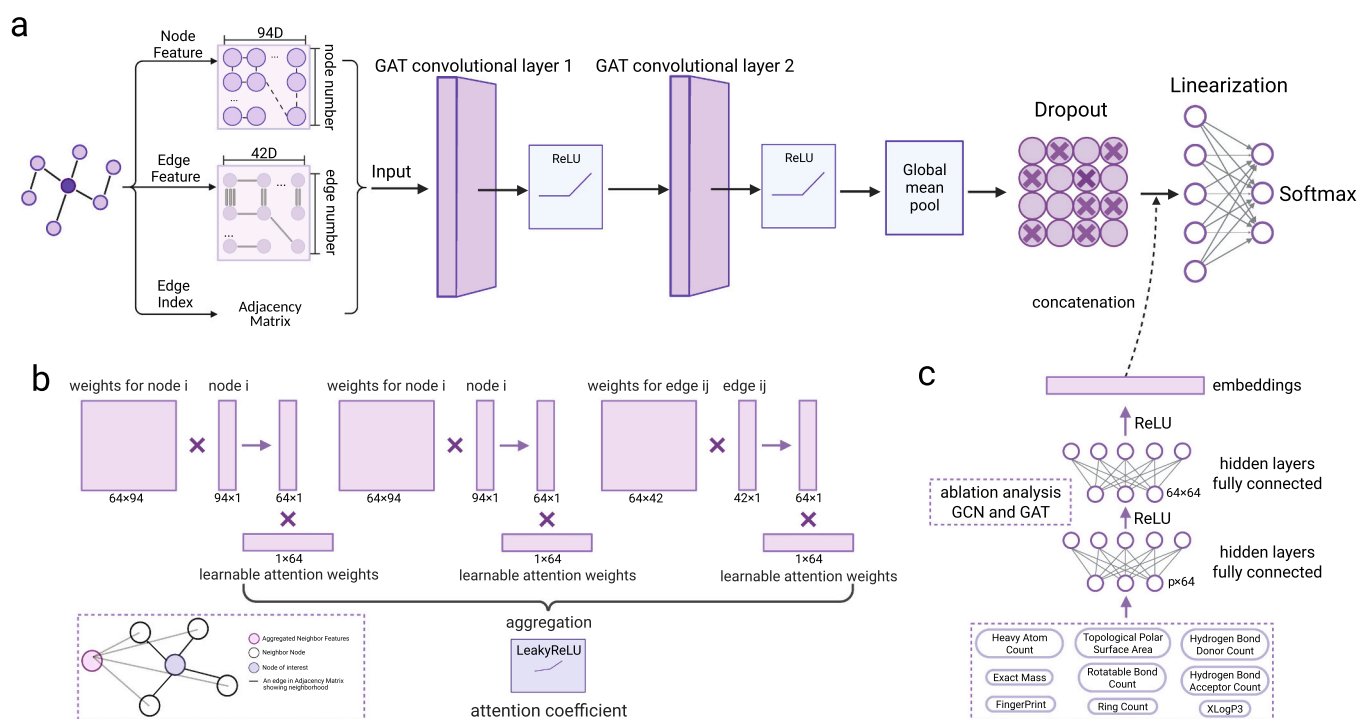 a
Node
Feature
94D
...
...
node number
Edge
Feature
42D
...
...
edge number
Edge
Index
Adjacency
Matrix
Input
GAT convolutional layer 1
ReLU
GAT convolutional layer 2
ReLU
Global
mean
pool
Dropout
Linearization
Softmax
concatenation
b
weights for node i
node i
64×94
94×1
64×1
1×64
learnable attention weights
weights for node i
node i
64×94
94×1
64×1
1×64
learnable attention weights
weights for edge ij
edge ij
64×42
42×1
64×1
1×64
learnable attention weights
aggregation
LeakyReLU
attention coefficient
Aggregated Neighbor Features
Neighbor Node
Node of Interest
An edge in Adjacency Matrix
showing neighborhood
c
embeddings
ReLU
hidden layers
fully connected
64×64
ablation analysis
GCN and GAT
ReLU
hidden layers
fully connected
p×64
Heavy Atom
Count
Topological Polar
Surface Area
Hydrogen Bond
Donor Count
Exact Mass
Rotatable Bond
Count
Hydrogen Bond
Acceptor Count
FingerPrint
Ring Count
XLogP3